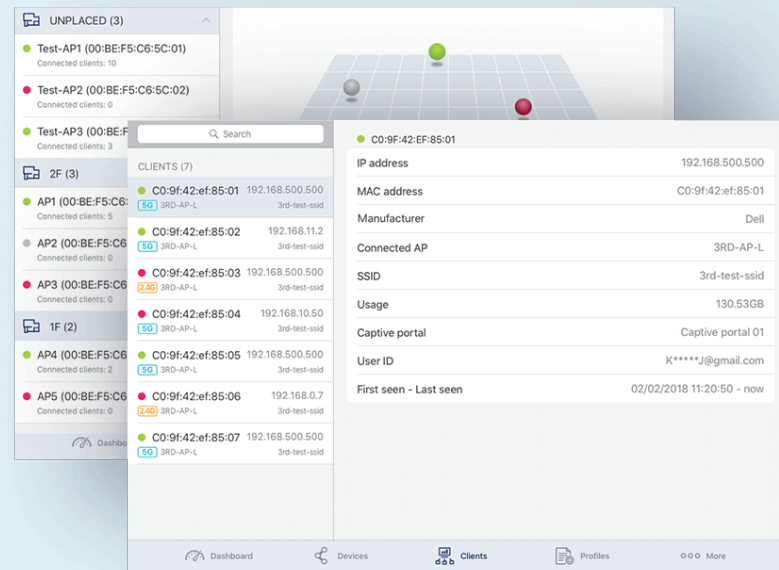 UNPLACED (3)
Test-AP1 (00:BE:F5:C6:5C:01)
Connected clients: 10
Test-AP2 (00:BE:F5:C6:5C:02)
Connected clients: 0
Test-AP3 (00:BE:F
Connected clients: 3
2F (3)
AP1 (00:BE:F5:C6:
Connected clients: 5
AP2 (00:BE:F5:C6
Connected clients: 0
AP3 (00:BE:F5:C6
Connected clients: 0
1F (2)
AP4 (00:BE:F5:C6
Connected clients: 2
AP5 (00:BE:F5:C6
Connected clients: 0
Dashbo
Search
CLIENTS (7)
C0:9f:42:ef:85:01 192.168.500.500
5G 3RD-AP-L 3rd-test-ssid
C0:9f:42:ef:85:02 192.168.11.2
5G 3RD-AP-L 3rd-test-ssid
C0:9f:42:ef:85:03 192.168.500.500
2.4G 3RD-AP-L 3rd-test-ssid
C0:9f:42:ef:85:04 192.168.10.50
5G 3RD-AP-L 3rd-test-ssid
C0:9f:42:ef:85:05 192.168.500.500
5G 3RD-AP-L 3rd-test-ssid
C0:9f:42:ef:85:06 192.168.0.7
2.4G 3RD-AP-L 3rd-test-ssid
C0:9f:42:ef:85:07 192.168.500.500
5G 3RD-AP-L 3rd-test-ssid
C0:9F:42:EF:85:01
IP address 192.168.500.500
MAC address C0:9f:42:ef:85:01
Manufacturer Dell
Connected AP 3RD-AP-L
SSID 3rd-test-ssid
Usage 130.53GB
Captive portal Captive portal 01
User ID K*****J@gmail.com
First seen - Last seen 02/02/2018 11:20:50 - now
Dashboard Devices Clients Profiles More